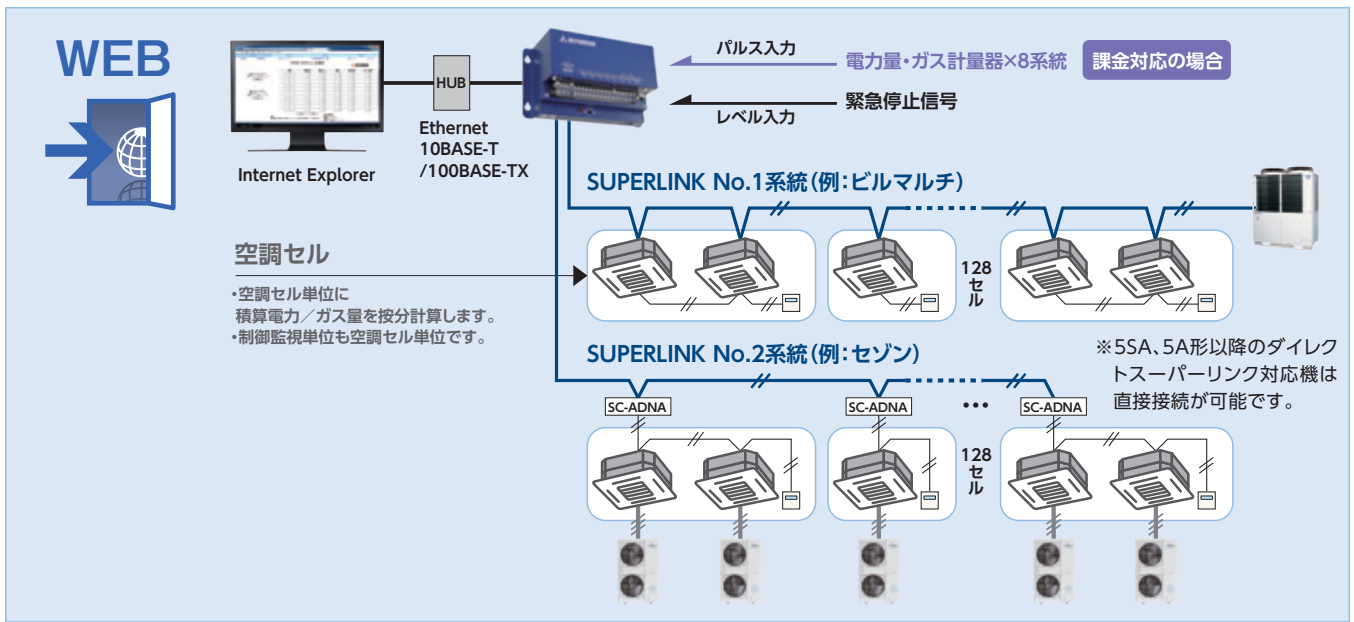 WEB
Internet Explorer
HUB
Ethernet
10BASE-T
/100BASE-TX
パルス入力
電力量・ガス計量器×8系統
課金対応の場合
緊急停止信号
レベル入力
SUPERLINK No.1系統(例:ビルマルチ)
128
セ
ル
空調セル
・空調セル単位に
積算電力／ガス量を按分計算します。
・制御監視単位も空調セル単位です。
SUPERLINK No.2系統(例:セゾン)
※5SA、5A形以降のダイレク
トスーパーリンク対応機は
直接接続が可能です。
SC-ADNA
SC-ADNA
•••
SC-ADNA
128
セ
ル